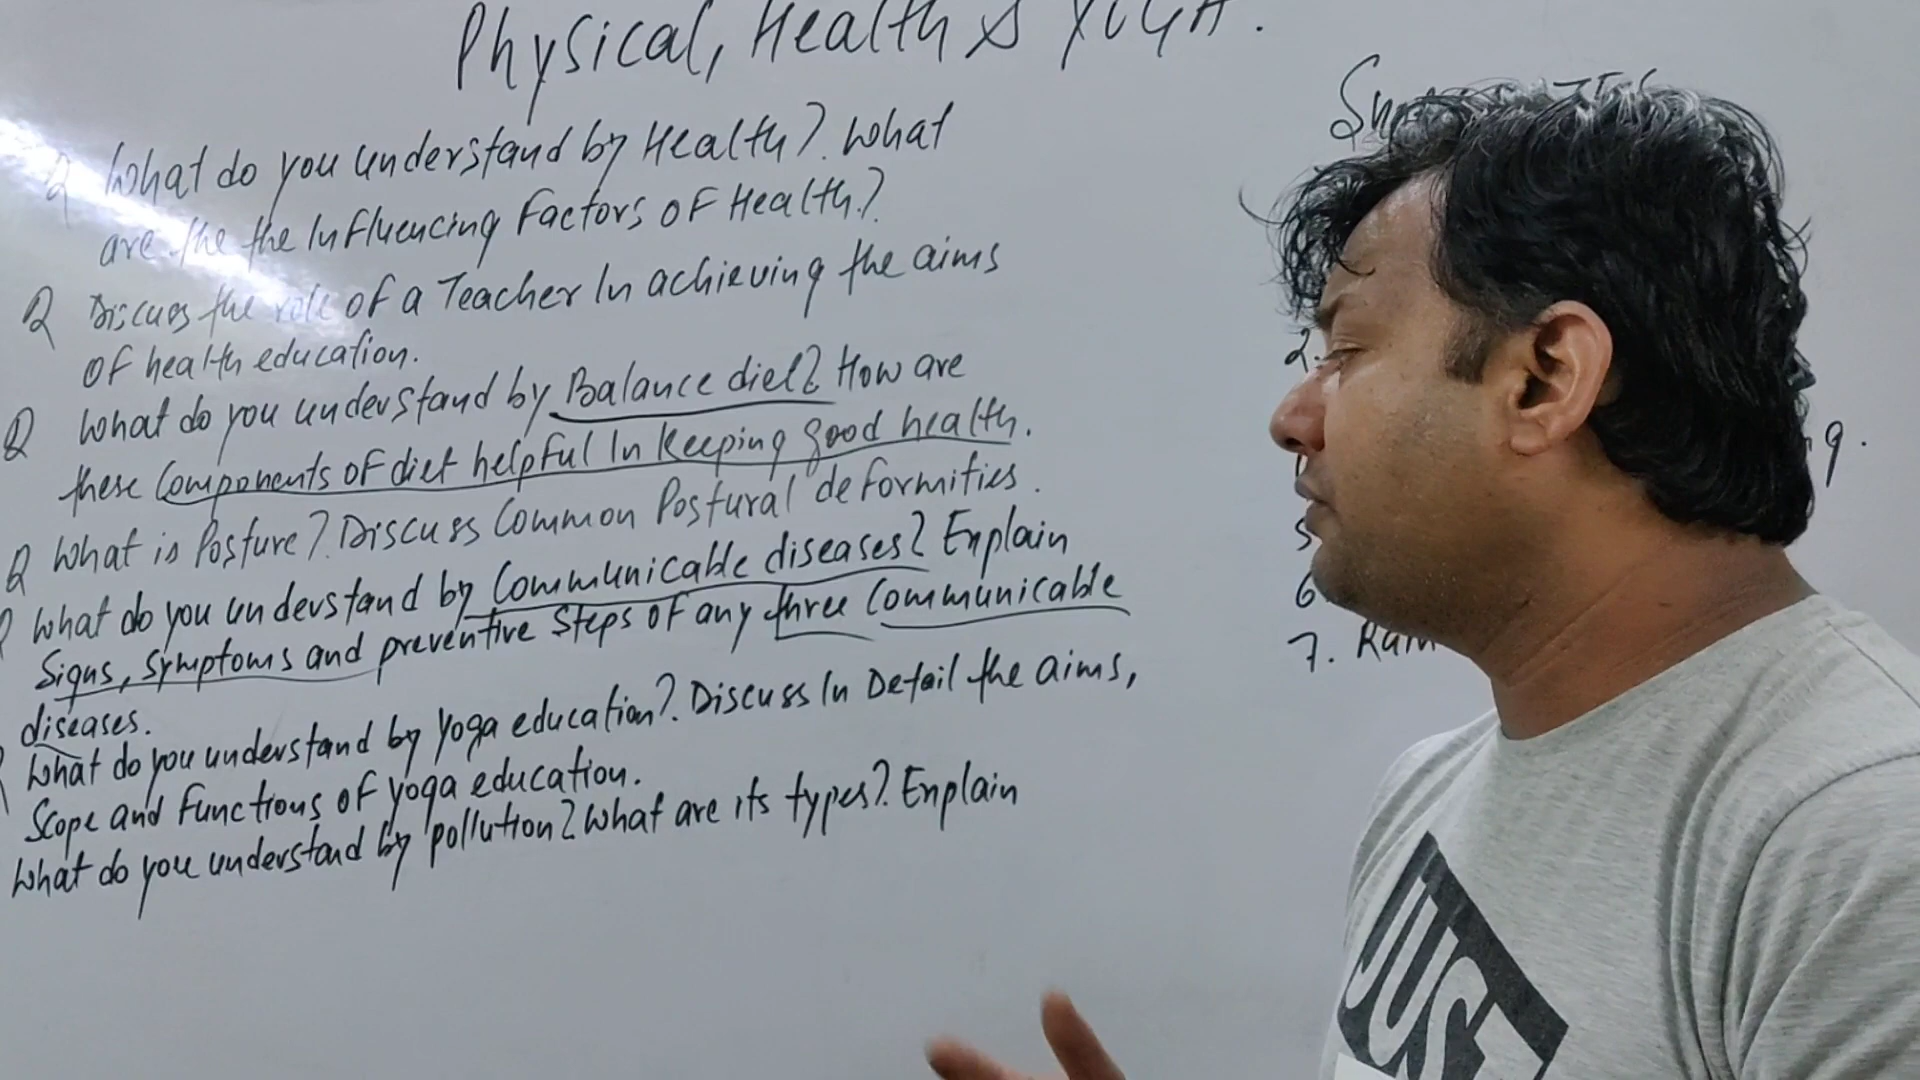 Physical, Health & YOGA.
Q What do you understand by Health? What
are the the Influencing Factors of Health?
Q Discuss the role of a Teacher In achieving the aims
of health education.
Q What do you understand by Balance diet? How are
these Components of diet helpful In keeping good health.
Q What is Posture? Discuss Common Postural deformities.
Q What do you understand by Communicable diseases? Explain
Signs, symptoms and preventive Steps of any three Communicable
diseases.
What do you understand by Yoga education? Discuss In Detail the aims,
Scope and Functions of yoga education.
What do you understand by pollution? What are its types? Explain
2.
5
6
7.
JUST